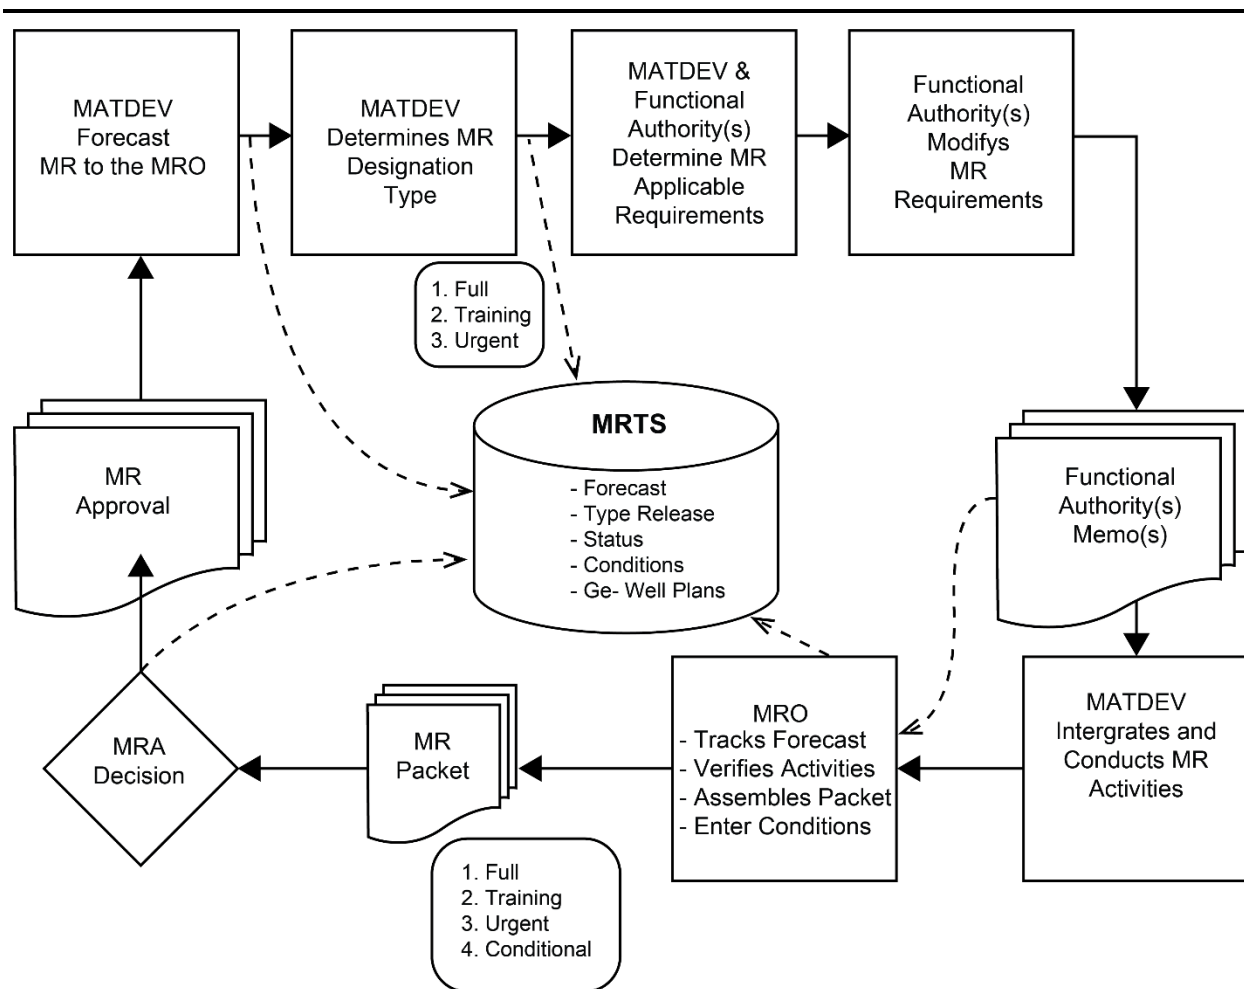 MATDEV
Forecast
MR to the MRO
MATDEV
Determines MR
Designation
Type
MATDEV &
Functional
Authority(s)
Determine MR
Applicable
Requirements
Functional
Authority(s)
Modifys
MR
Requirements
1. Full
2. Training
3. Urgent
MRTS
- Forecast
- Type Release
- Status
- Conditions
- Ge- Well Plans
MR
Approval
Functional
Authority(s)
Memo(s)
MRA
Decision
MR
Packet
MRO
- Tracks Forecast
- Verifies Activities
- Assembles Packet
- Enter Conditions
MATDEV
Intergrates and
Conducts MR
Activities
1. Full
2. Training
3. Urgent
4. Conditional